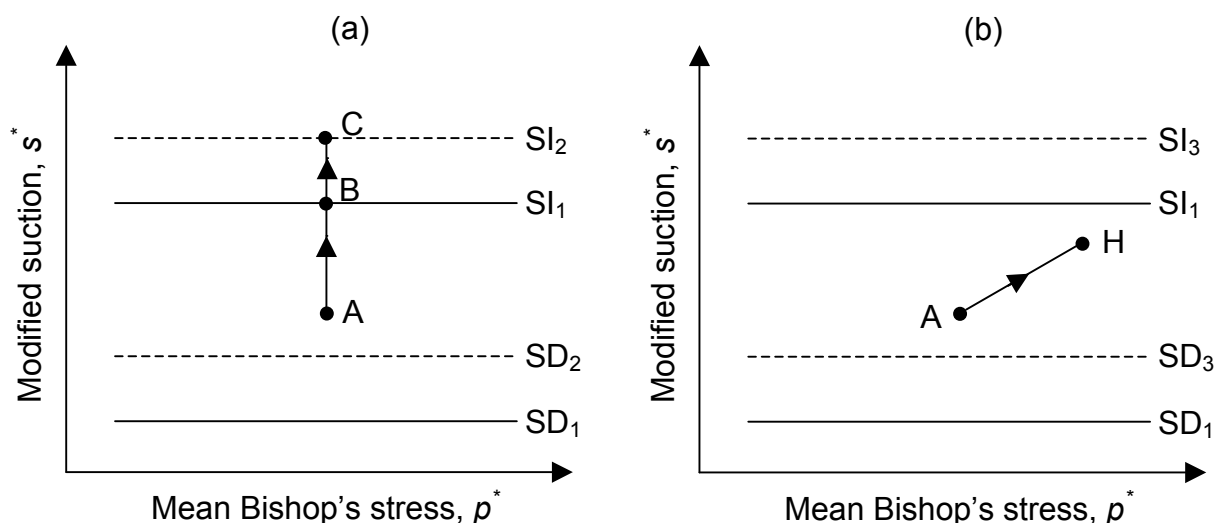 (a)
Modified suction, s*
C
B
A
SI₂
SI₁
SD₂
SD₁
Mean Bishop's stress, p*
(b)
Modified suction, s*
H
A
SI₃
SI₁
SD₃
SD₁
Mean Bishop's stress, p*